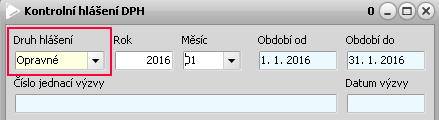 Kontrolní hlášení DPH 0
Druh hlášení Rok Měsíc Období od Období do
Opravné 2016 01 1. 1. 2016 31. 1. 2016
Číslo jednací výzvy Datum výzvy